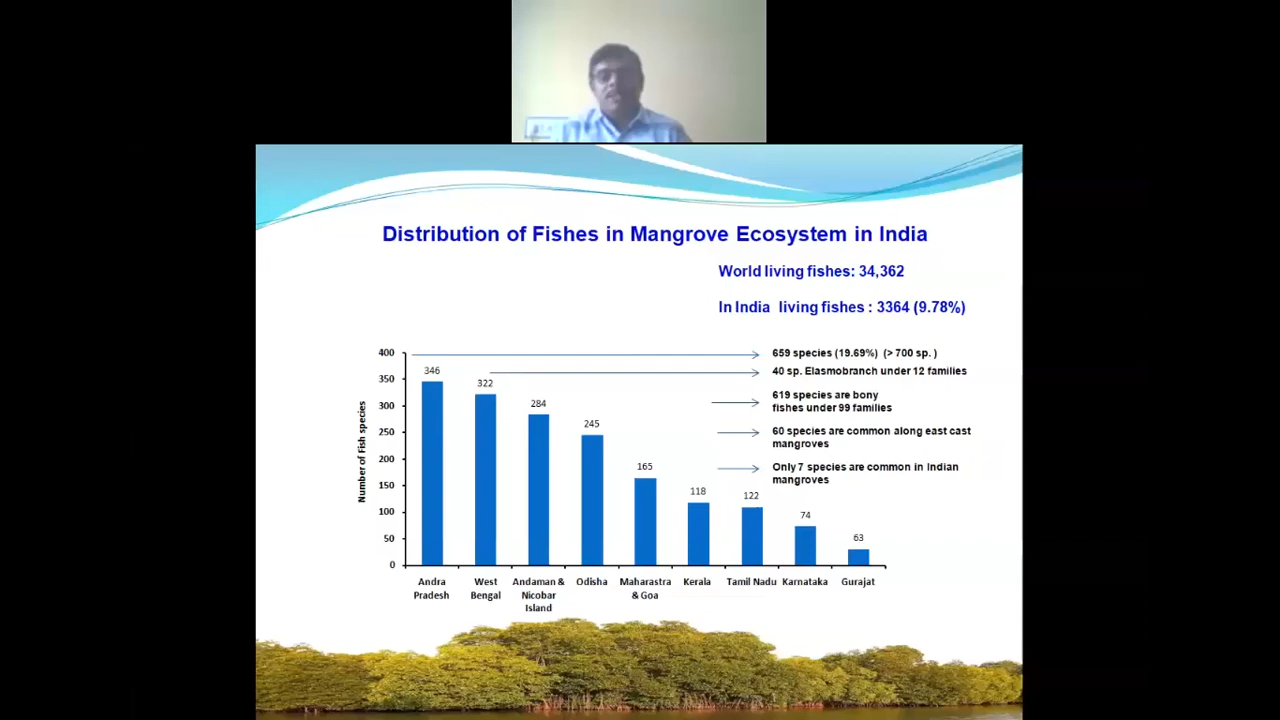 Distribution of Fishes in Mangrove Ecosystem in India
World living fishes: 34,362
In India living fishes : 3364 (9.78%)
659 species (19.69%) (> 700 sp. )
40 sp. Elasmobranch under 12 families
619 species are bony
fishes under 99 families
60 species are common along east cast
mangroves
Only 7 species are common in Indian
mangroves
Number of Fish species
400
350
300
250
200
150
100
50
0
346
322
284
245
165
118
122
74
63
Andra
Pradesh
West
Bengal
Andaman &
Nicobar
Island
Odisha
Maharastra
& Goa
Kerala
Tamil Nadu
Karnataka
Gurajat